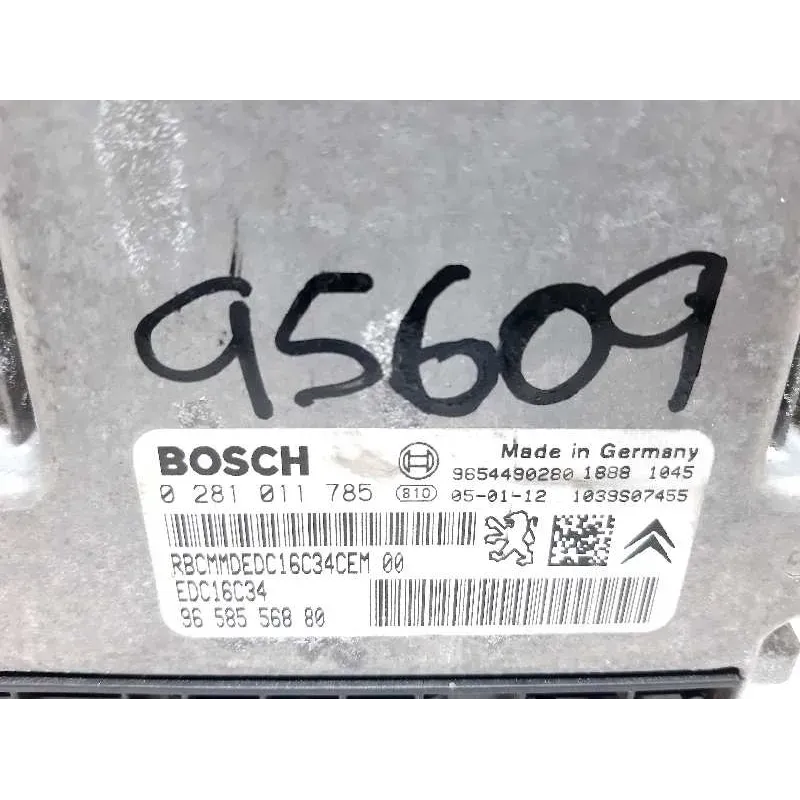 95609
BOSCH
Made in Germany
9654490280 1888 1045
0 281 011 785 810 05-01-12 1039S07455
RBCMMDEDC16C34CEM 00
EDC16C34
96 585 568 80